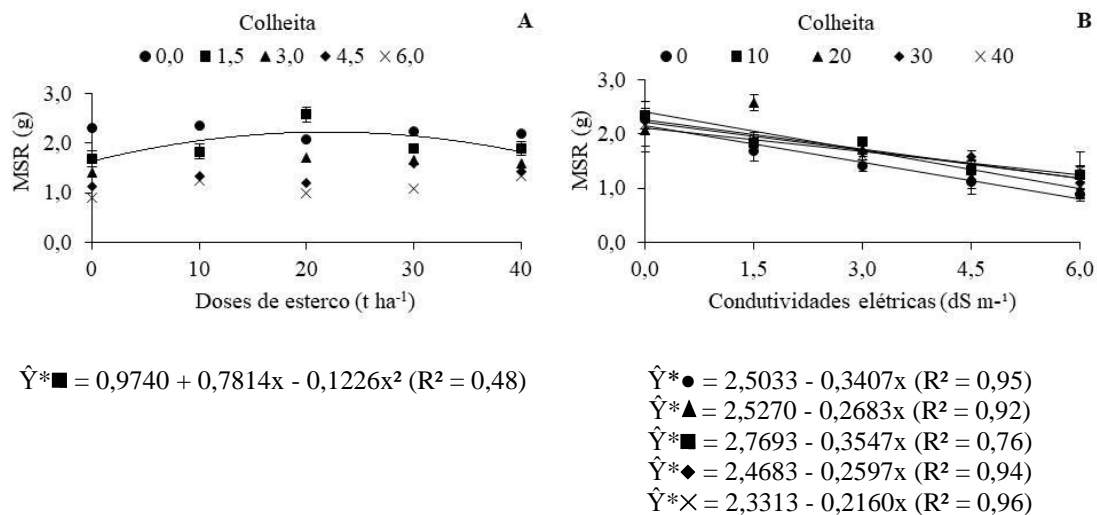 Colheita A
● 0,0 ■ 1,5 ▲ 3,0 ◆ 4,5 × 6,0
3,0
2,0
1,0
0,0
MSR (g)
0 10 20 30 40
Doses de esterco (t ha⁻¹)
Colheita B
● 0 ■ 10 ▲ 20 ◆ 30 × 40
3,0
2,0
1,0
0,0
MSR (g)
0,0 1,5 3,0 4,5 6,0
Condutividades elétricas (dS m-¹)
Ŷ*■ = 0,9740 + 0,7814x - 0,1226x² (R² = 0,48)
Ŷ*● = 2,5033 - 0,3407x (R² = 0,95)
Ŷ*▲ = 2,5270 - 0,2683x (R² = 0,92)
Ŷ*■ = 2,7693 - 0,3547x (R² = 0,76)
Ŷ*◆ = 2,4683 - 0,2597x (R² = 0,94)
Ŷ*× = 2,3313 - 0,2160x (R² = 0,96)